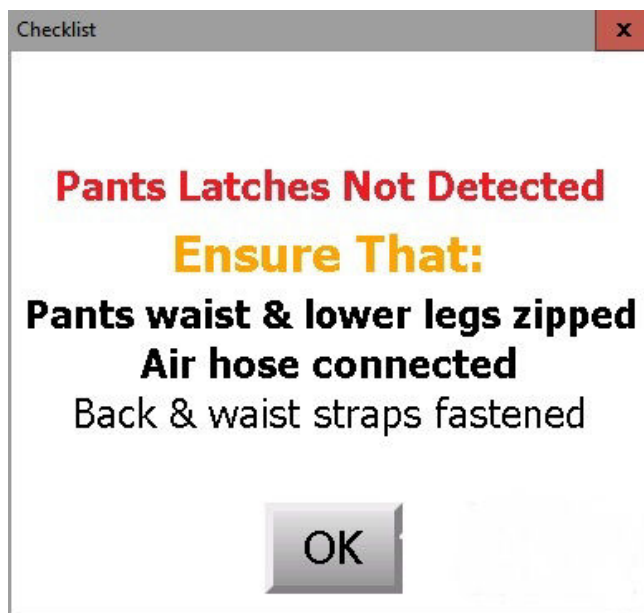 Checklist
x
Pants Latches Not Detected
Ensure That:
Pants waist & lower legs zipped
Air hose connected
Back & waist straps fastened
OK